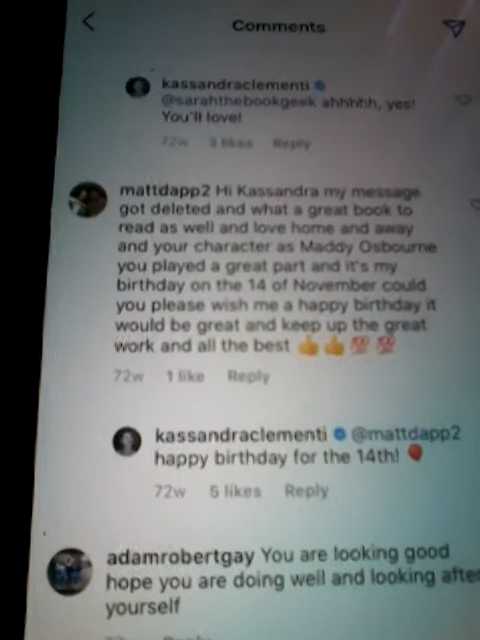 Comments
kassandraclementi
@sarahthebookgeek ahhhhh, yes!
You'll love!
72w 3 likes Reply
mattdapp2 Hi Kassandra my message
got deleted and what a great book to
read as well and love home and away
and your character as Maddy Osbourne
you played a great part and it's my
birthday on the 14 of November could
you please wish me a happy birthday it
would be great and keep up the great
work and all the best 👍👍💯💯
72w 1 like Reply
kassandraclementi @mattdapp2
happy birthday for the 14th! 🎈
72w 5 likes Reply
adamrobertgay You are looking good
hope you are doing well and looking after
yourself
Reply